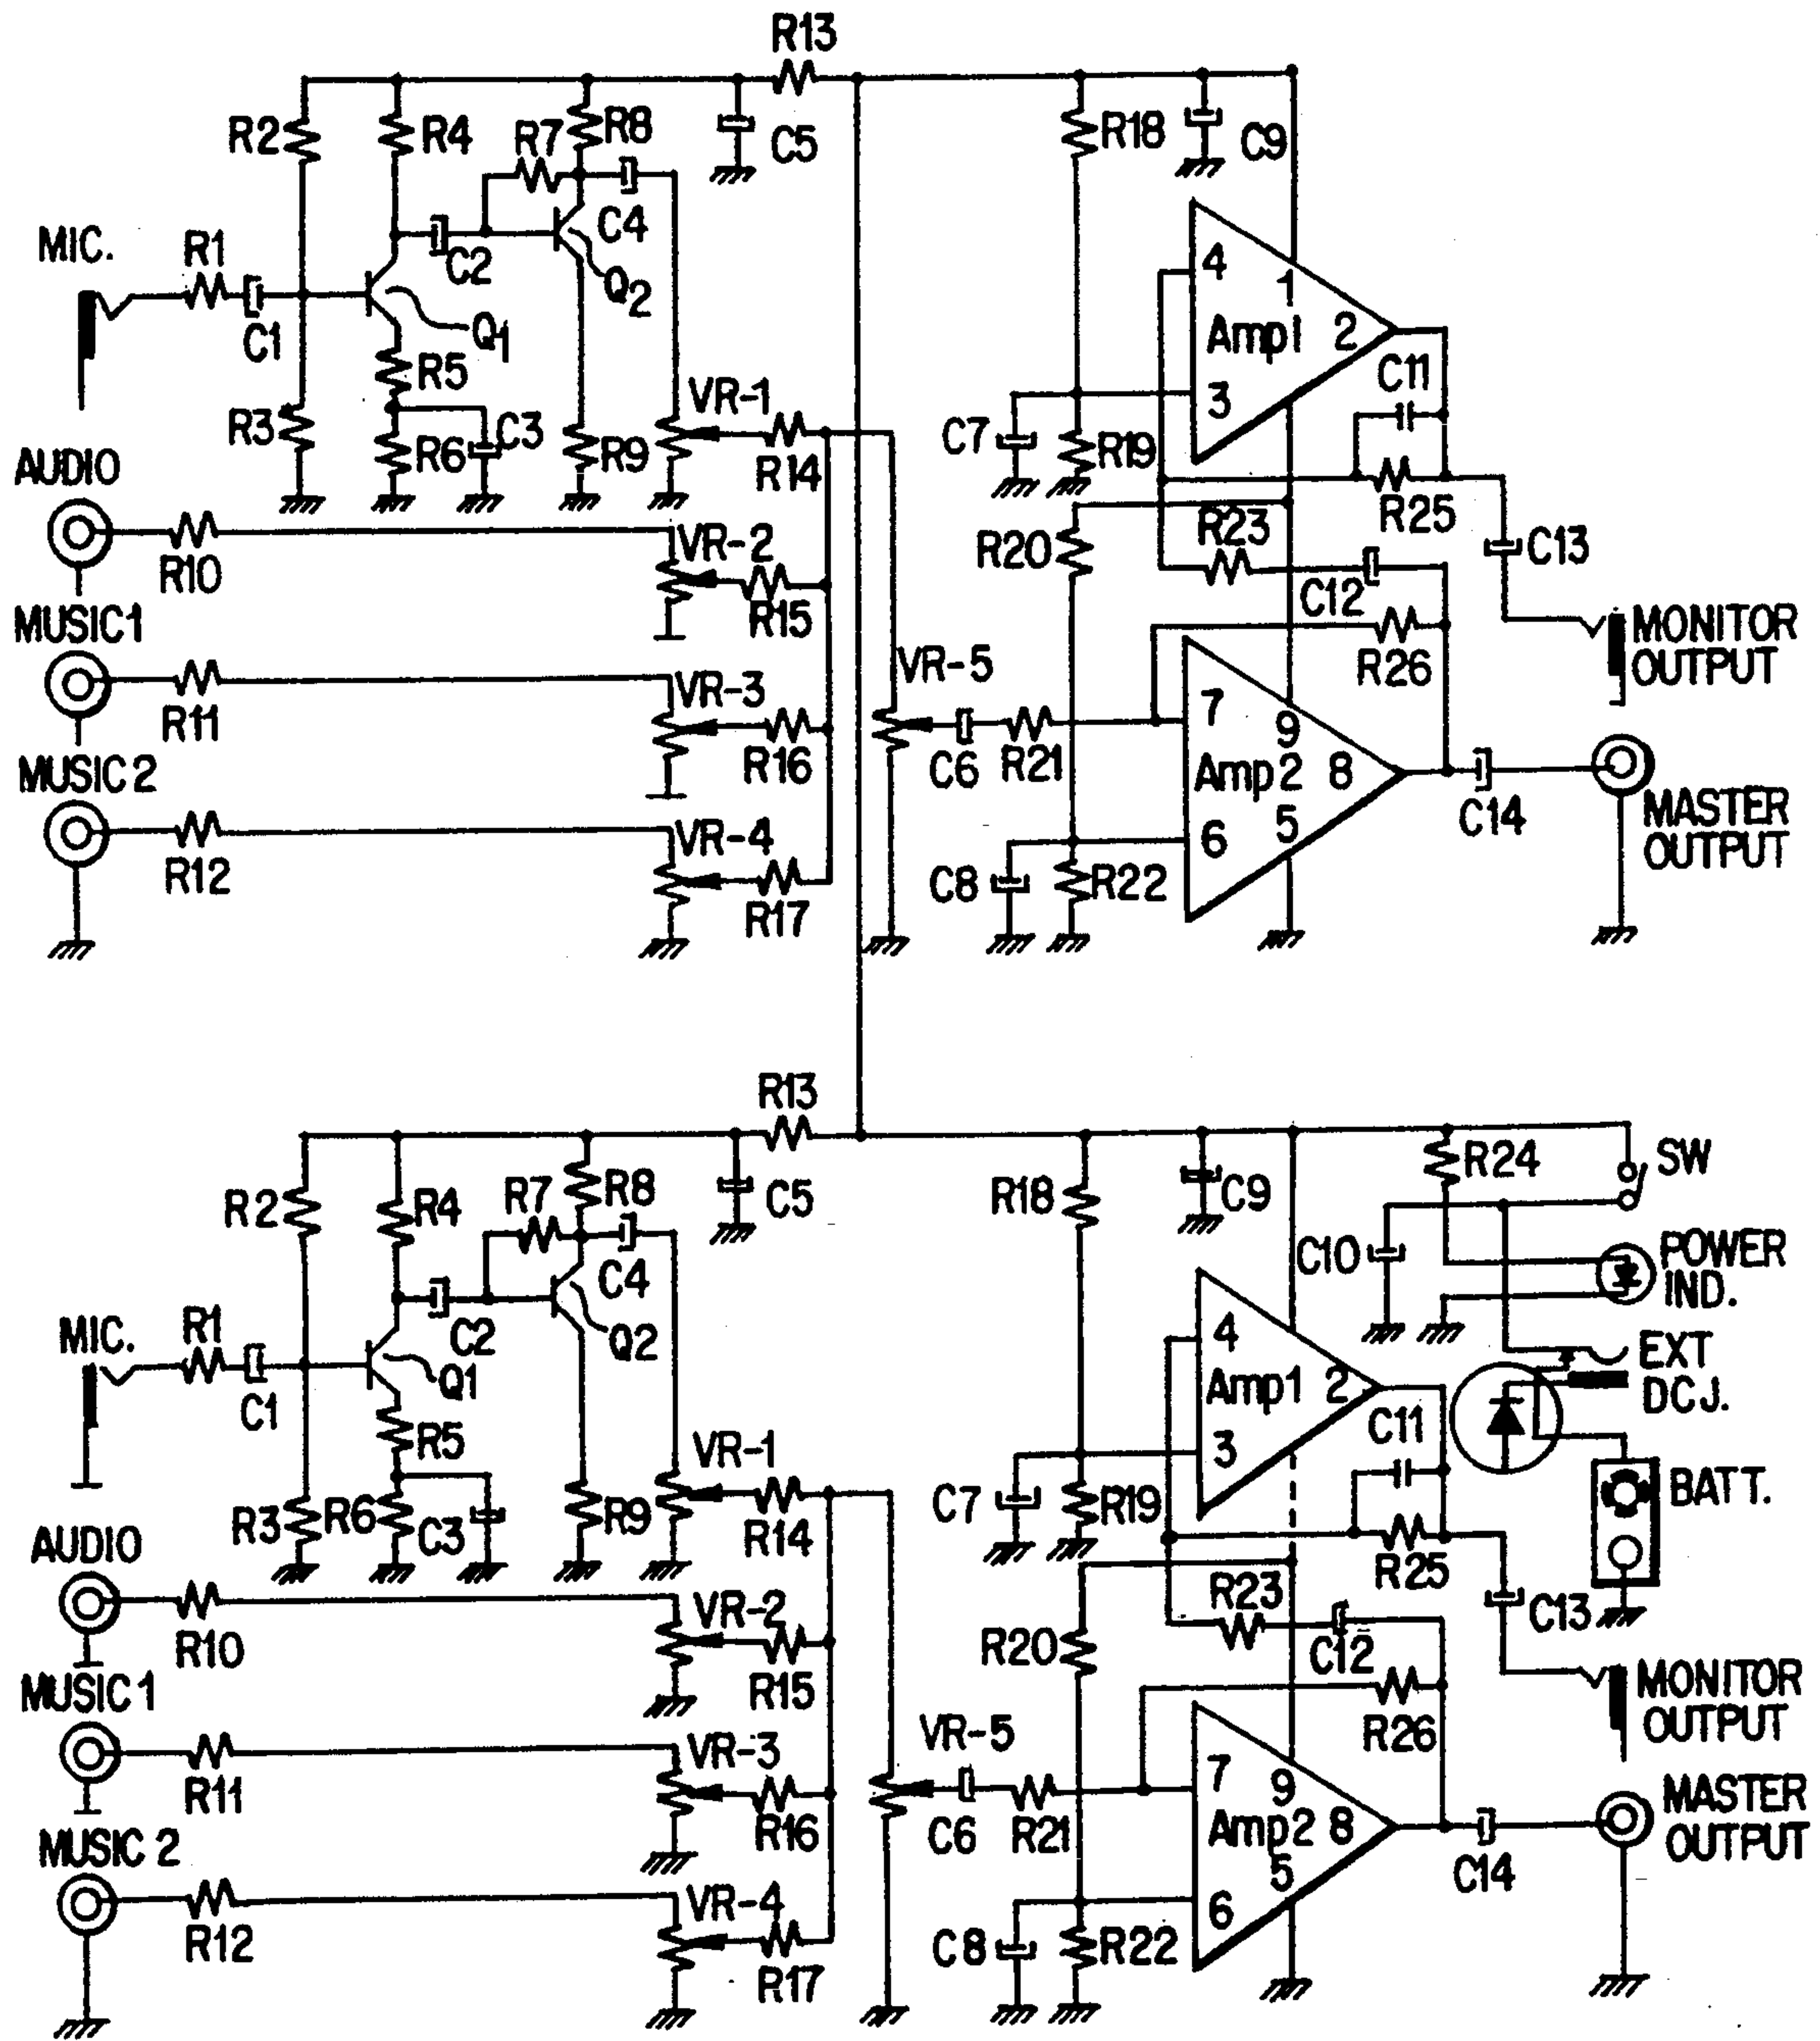 R13
R2
R4
R7
R8
C5
R18
C9
MIC.
R1
C1
C2
C4
Q1
Q2
4
1
Amp1
2
3
C11
R5
VR-1
R3
R6
C3
R9
R14
C7
R19
R25
AUDIO
R10
VR-2
R15
R20
R23
C12
C13
MUSIC1
R11
VR-3
R16
VR-5
R26
MONITOR
OUTPUT
C6
R21
7
9
Amp2
8
5
6
MUSIC2
R12
VR-4
R17
C8
R22
C14
MASTER
OUTPUT
R13
R2
R4
R7
R8
C5
R18
C9
R24
SW
C10
POWER
IND.
MIC.
R1
C1
C2
C4
Q1
Q2
4
Amp1
2
3
C11
EXT
DCJ.
BATT.
R5
VR-1
R3
R6
C3
R9
R14
C7
R19
R25
AUDIO
R10
VR-2
R15
R20
R23
C12
C13
MUSIC1
R11
VR-3
R16
VR-5
R26
MONITOR
OUTPUT
C6
R21
7
9
Amp2
8
5
6
MUSIC 2
R12
VR-4
R17
C8
R22
C14
MASTER
OUTPUT